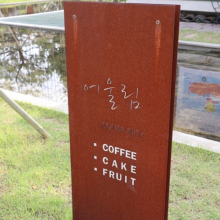 어울림
• COFFEE
• CAKE
• FRUIT